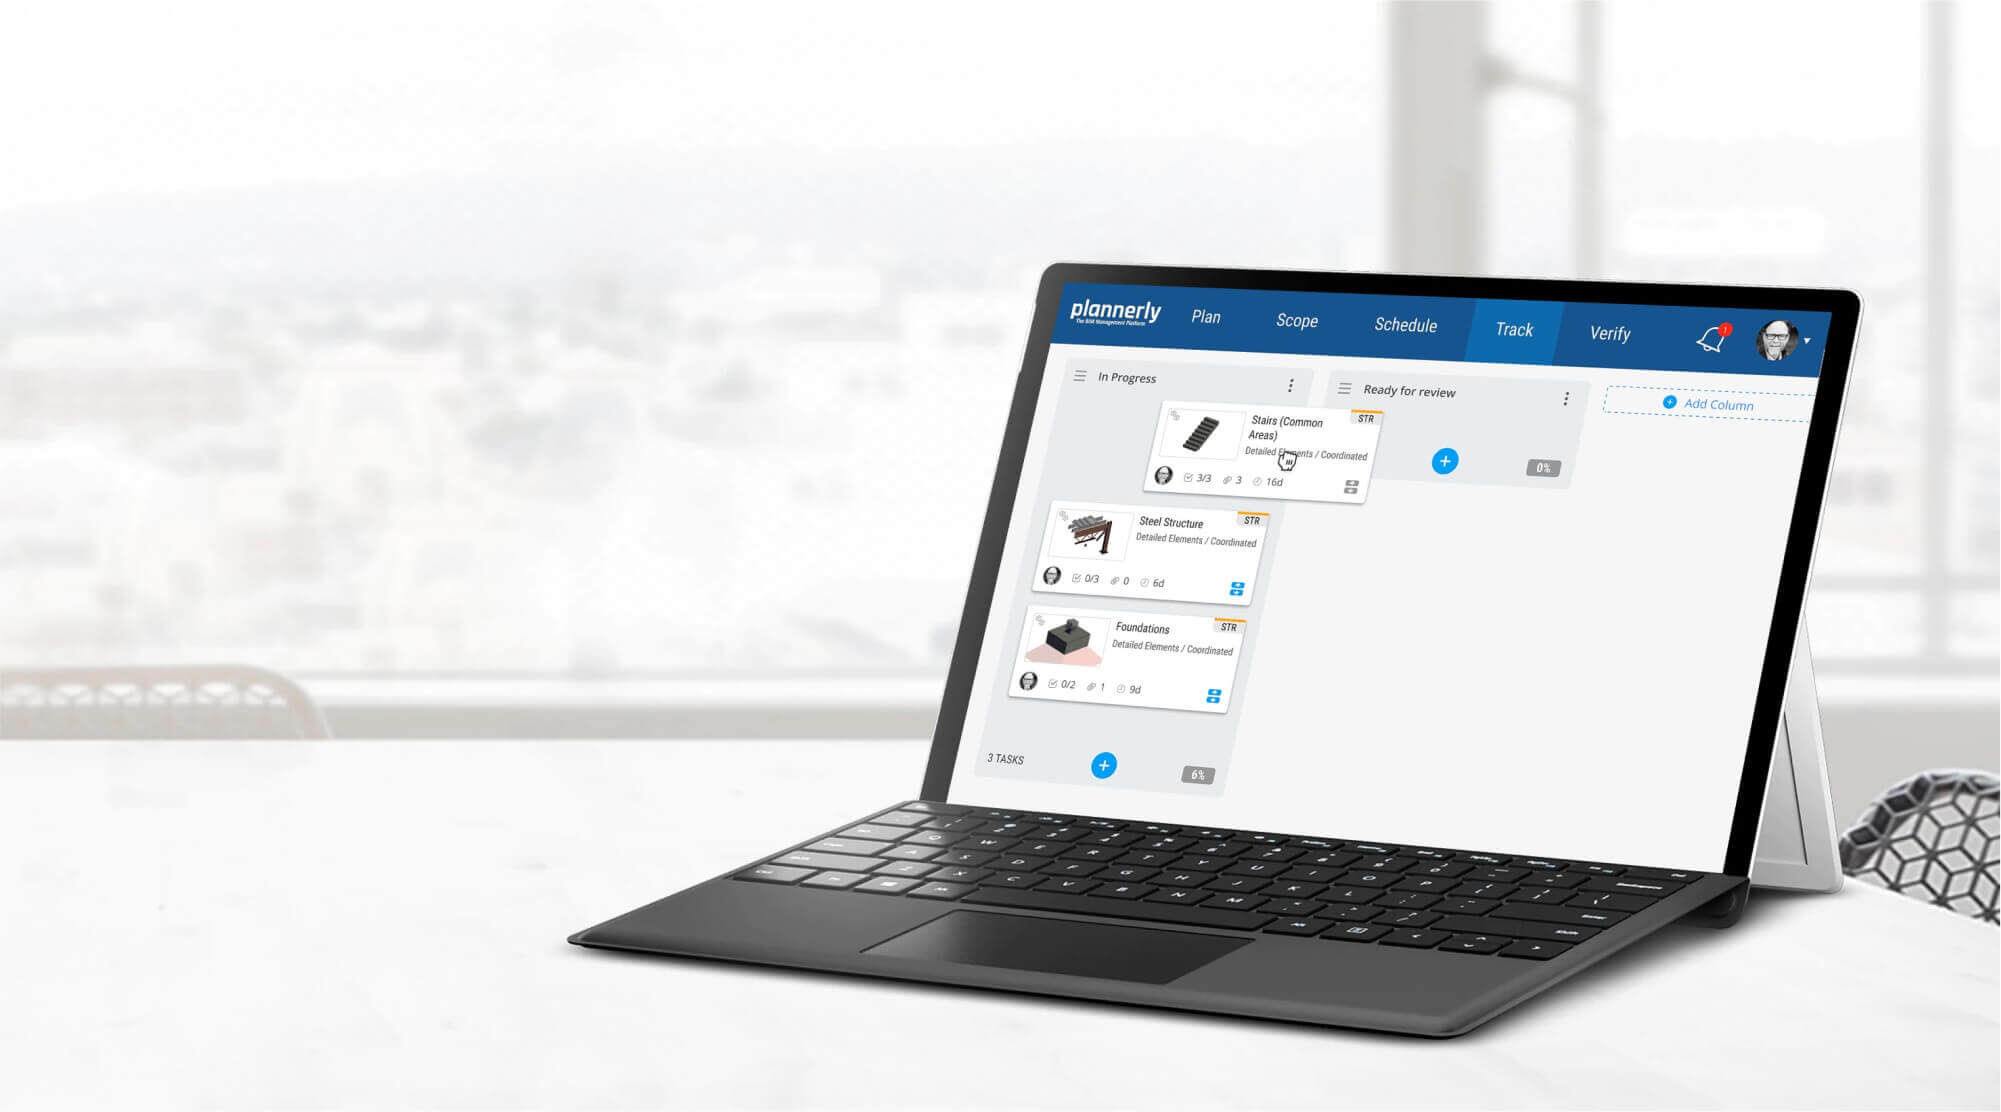 plannerly
The BIM Management Platform
Plan
Scope
Schedule
Track
Verify
1
In Progress
Ready for review
Add Column
Stairs (Common
Areas)
STR
Detailed Elements / Coordinated
3/3
3
16d
0%
Steel Structure
STR
Detailed Elements / Coordinated
0/3
0
6d
Foundations
STR
Detailed Elements / Coordinated
0/2
1
9d
3 TASKS
6%
Q W E R T Y U I O P
A S D F G H J K L
Z X C V B N M